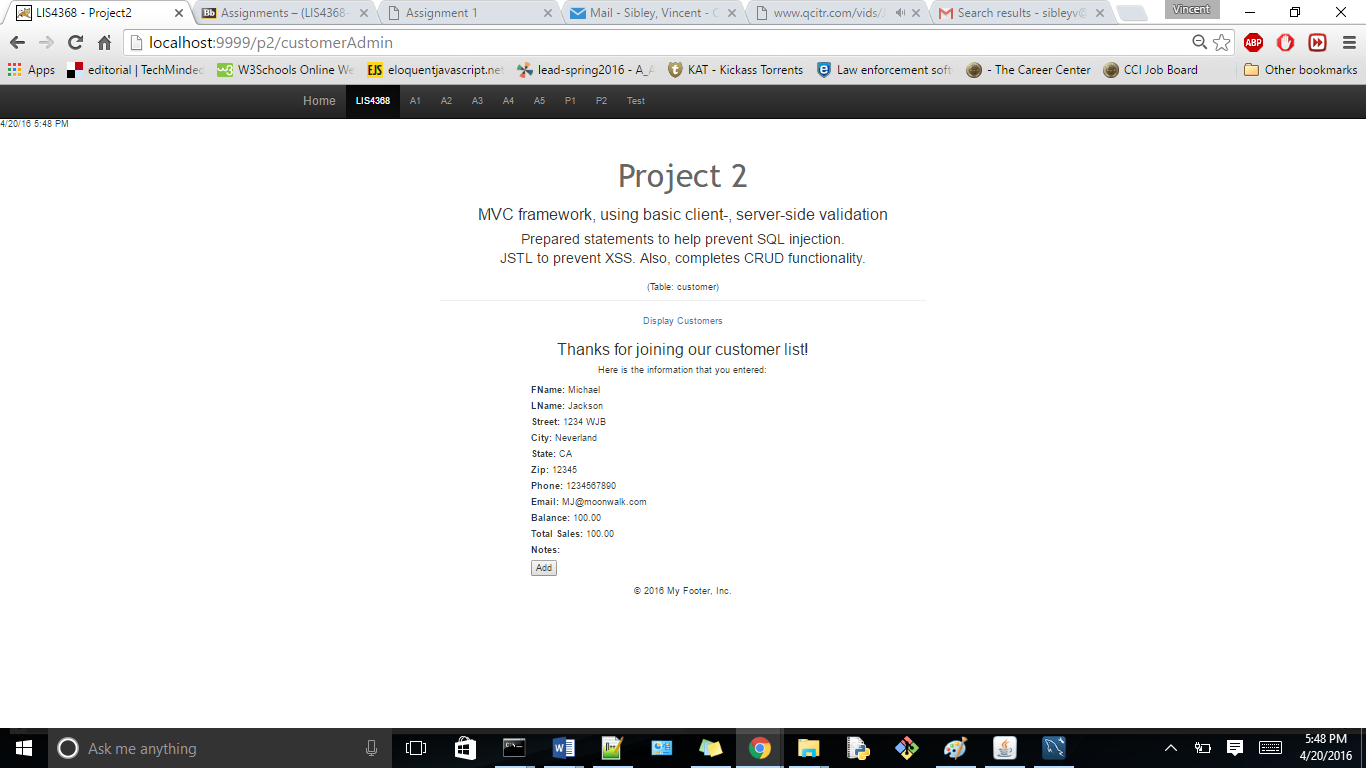 LIS4368 - Project2
Assignments – (LIS4368-
Assignment 1
Mail - Sibley, Vincent - 
www.qcitr.com/vids/
Search results - sibleyv@
Vincent
localhost:9999/p2/customerAdmin
ABP
Apps
editorial | TechMinded
w3 W3Schools Online We
EJS eloquentjavascript.net
lead-spring2016 - A_
KAT - Kickass Torrents
Law enforcement soft
- The Career Center
CCI Job Board
Other bookmarks
Home LIS4368 A1 A2 A3 A4 A5 P1 P2 Test
4/20/16 5:48 PM
Project 2
MVC framework, using basic client-, server-side validation
Prepared statements to help prevent SQL injection.
JSTL to prevent XSS. Also, completes CRUD functionality.
(Table: customer)
Display Customers
Thanks for joining our customer list!
Here is the information that you entered:
FName: Michael
LName: Jackson
Street: 1234 WJB
City: Neverland
State: CA
Zip: 12345
Phone: 1234567890
Email: MJ@moonwalk.com
Balance: 100.00
Total Sales: 100.00
Notes:
Add
© 2016 My Footer, Inc.
Ask me anything
5:48 PM
4/20/2016